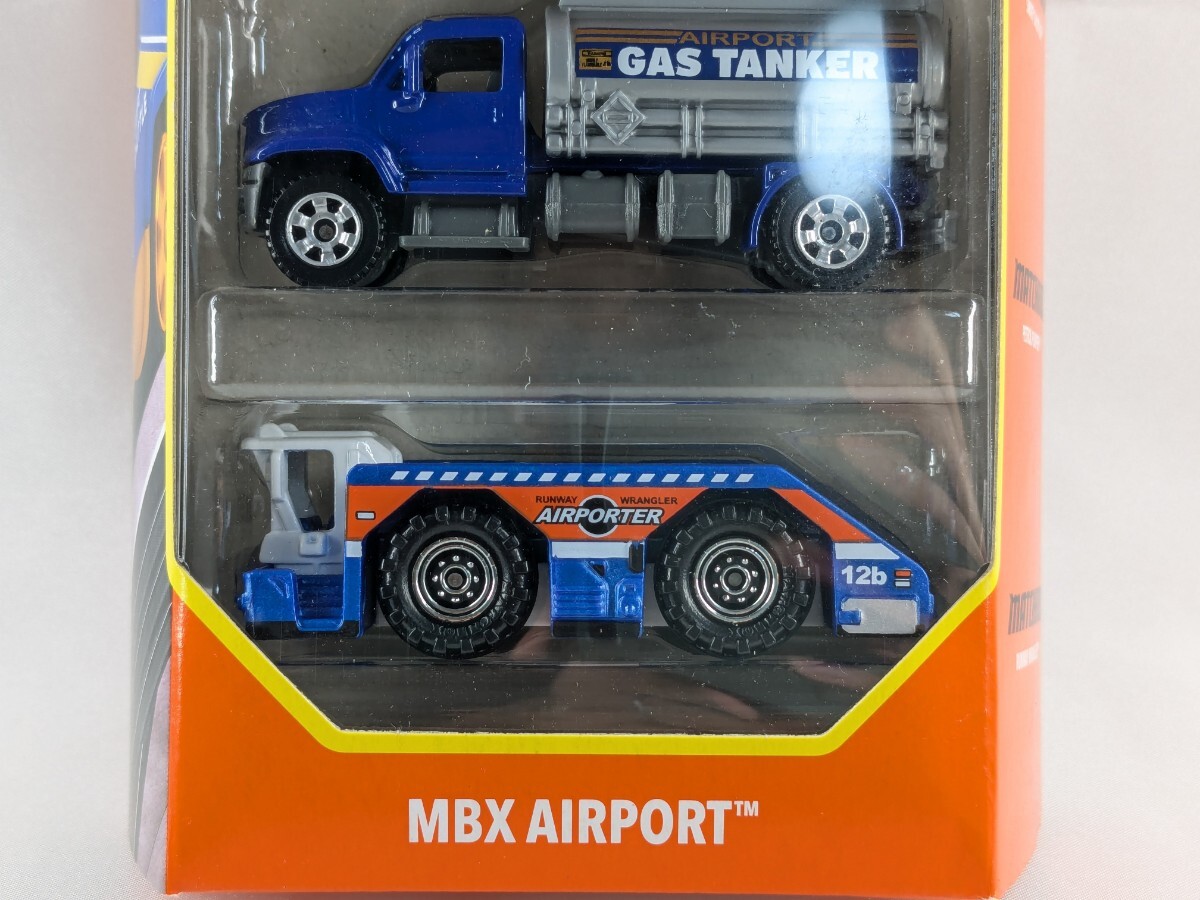 AIRPORT
GAS TANKER
RUNWAY WRANGLER
AIRPORTER
12b
MBX AIRPORT™